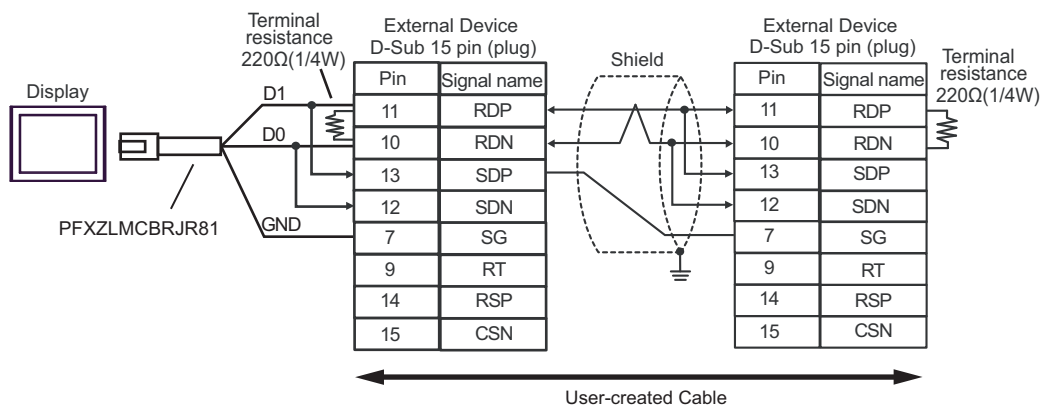 Terminal
resistance
220Ω(1/4W)
External Device
D-Sub 15 pin (plug)
Shield
External Device
D-Sub 15 pin (plug)
Terminal
resistance
220Ω(1/4W)
Display
D1
D0
GND
PFXZLMCBRJR81
Pin Signal name
11 RDP
10 RDN
13 SDP
12 SDN
7 SG
9 RT
14 RSP
15 CSN
Pin Signal name
11 RDP
10 RDN
13 SDP
12 SDN
7 SG
9 RT
14 RSP
15 CSN
User-created Cable